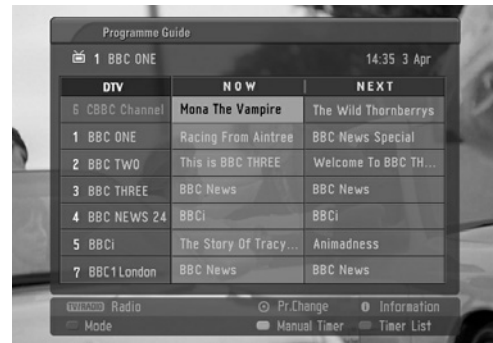 Programme Guide
1 BBC ONE 14:35 3 Apr
DTV NOW NEXT
6 CBBC Channel Mona The Vampire The Wild Thornberrys
1 BBC ONE Racing From Aintree BBC News Special
2 BBC TWO This is BBC THREE Welcome To BBC TH...
3 BBC THREE BBC News BBC News
4 BBC NEWS 24 BBCi BBCi
5 BBCi The Story Of Tracy... Animadness
7 BBC1 London BBC News BBC News
TV/RADIO Radio Pr.Change i Information
Mode Manual Timer Timer List